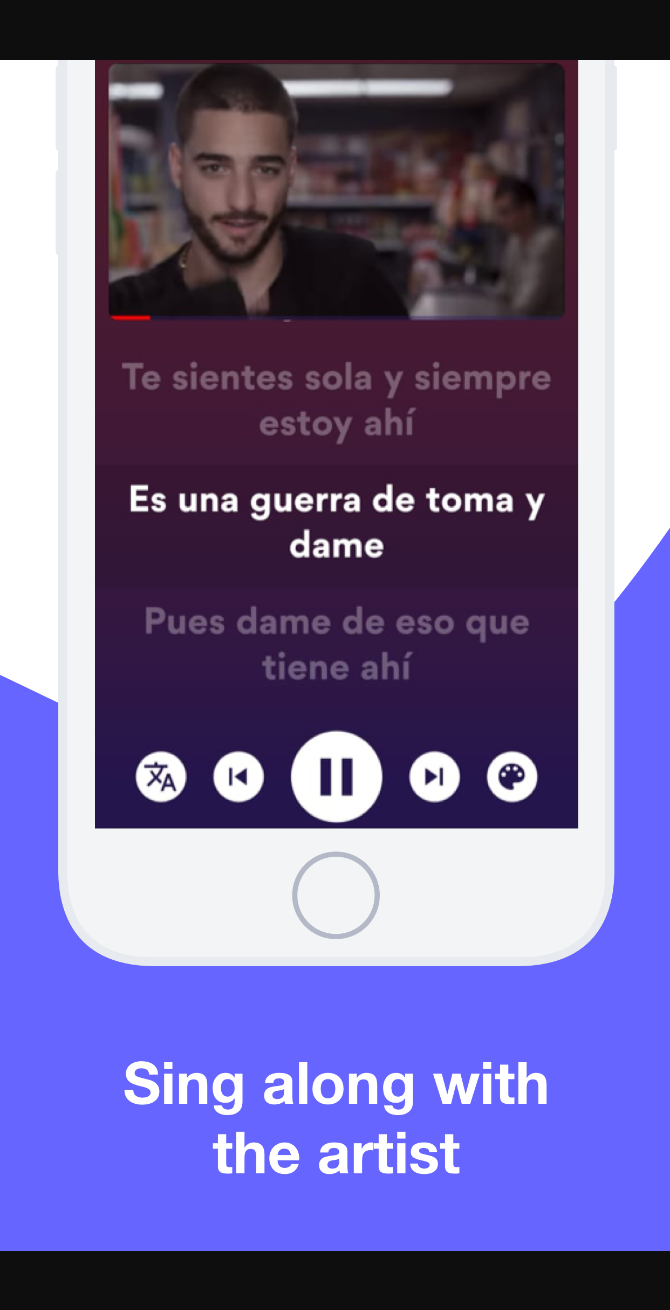 Te sientes sola y siempre
estoy ahí
Es una guerra de toma y
dame
Pues dame de eso que
tiene ahí
Sing along with
the artist